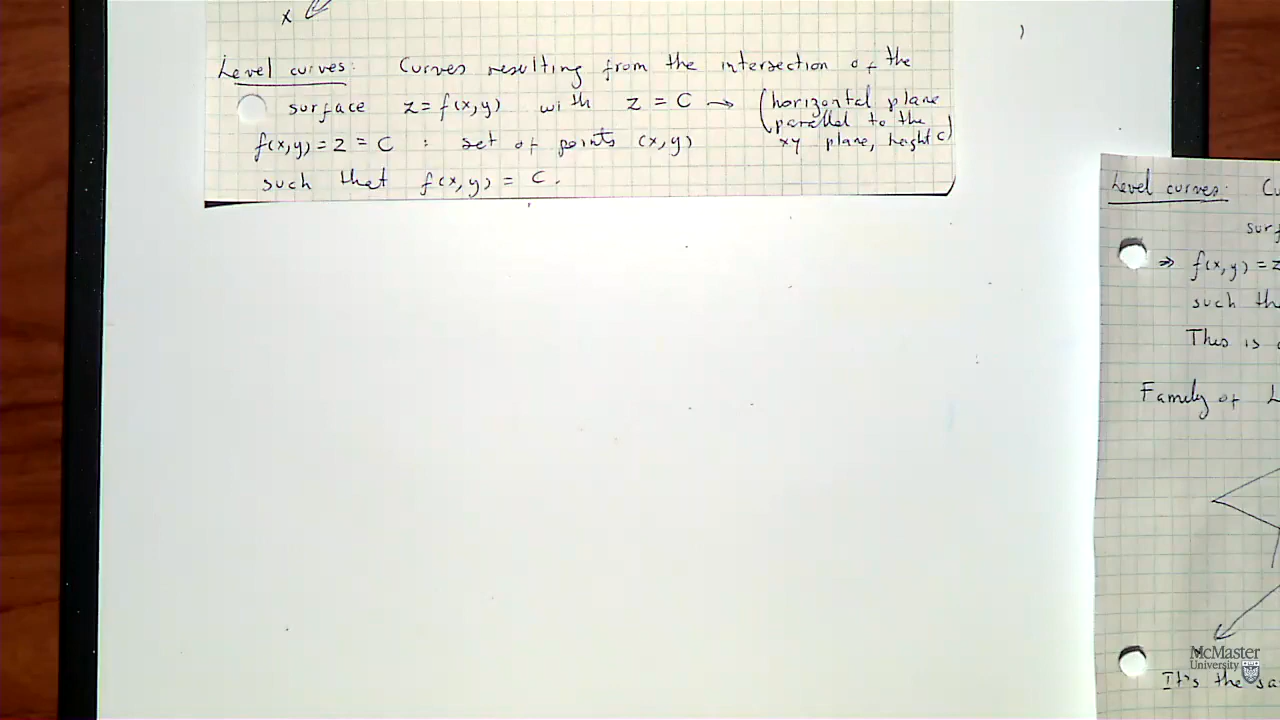 x
Level curves: Curves resulting from the intersection of the
surface z = f(x,y) with z = C → (horizontal plane
parallel to the
xy plane, height C)
f(x,y) = z = C : set of points (x,y)
such that f(x,y) = C.
Level curves:
⇒ f(x,y) = z
such
This is
Family of
McMaster
University
It's the